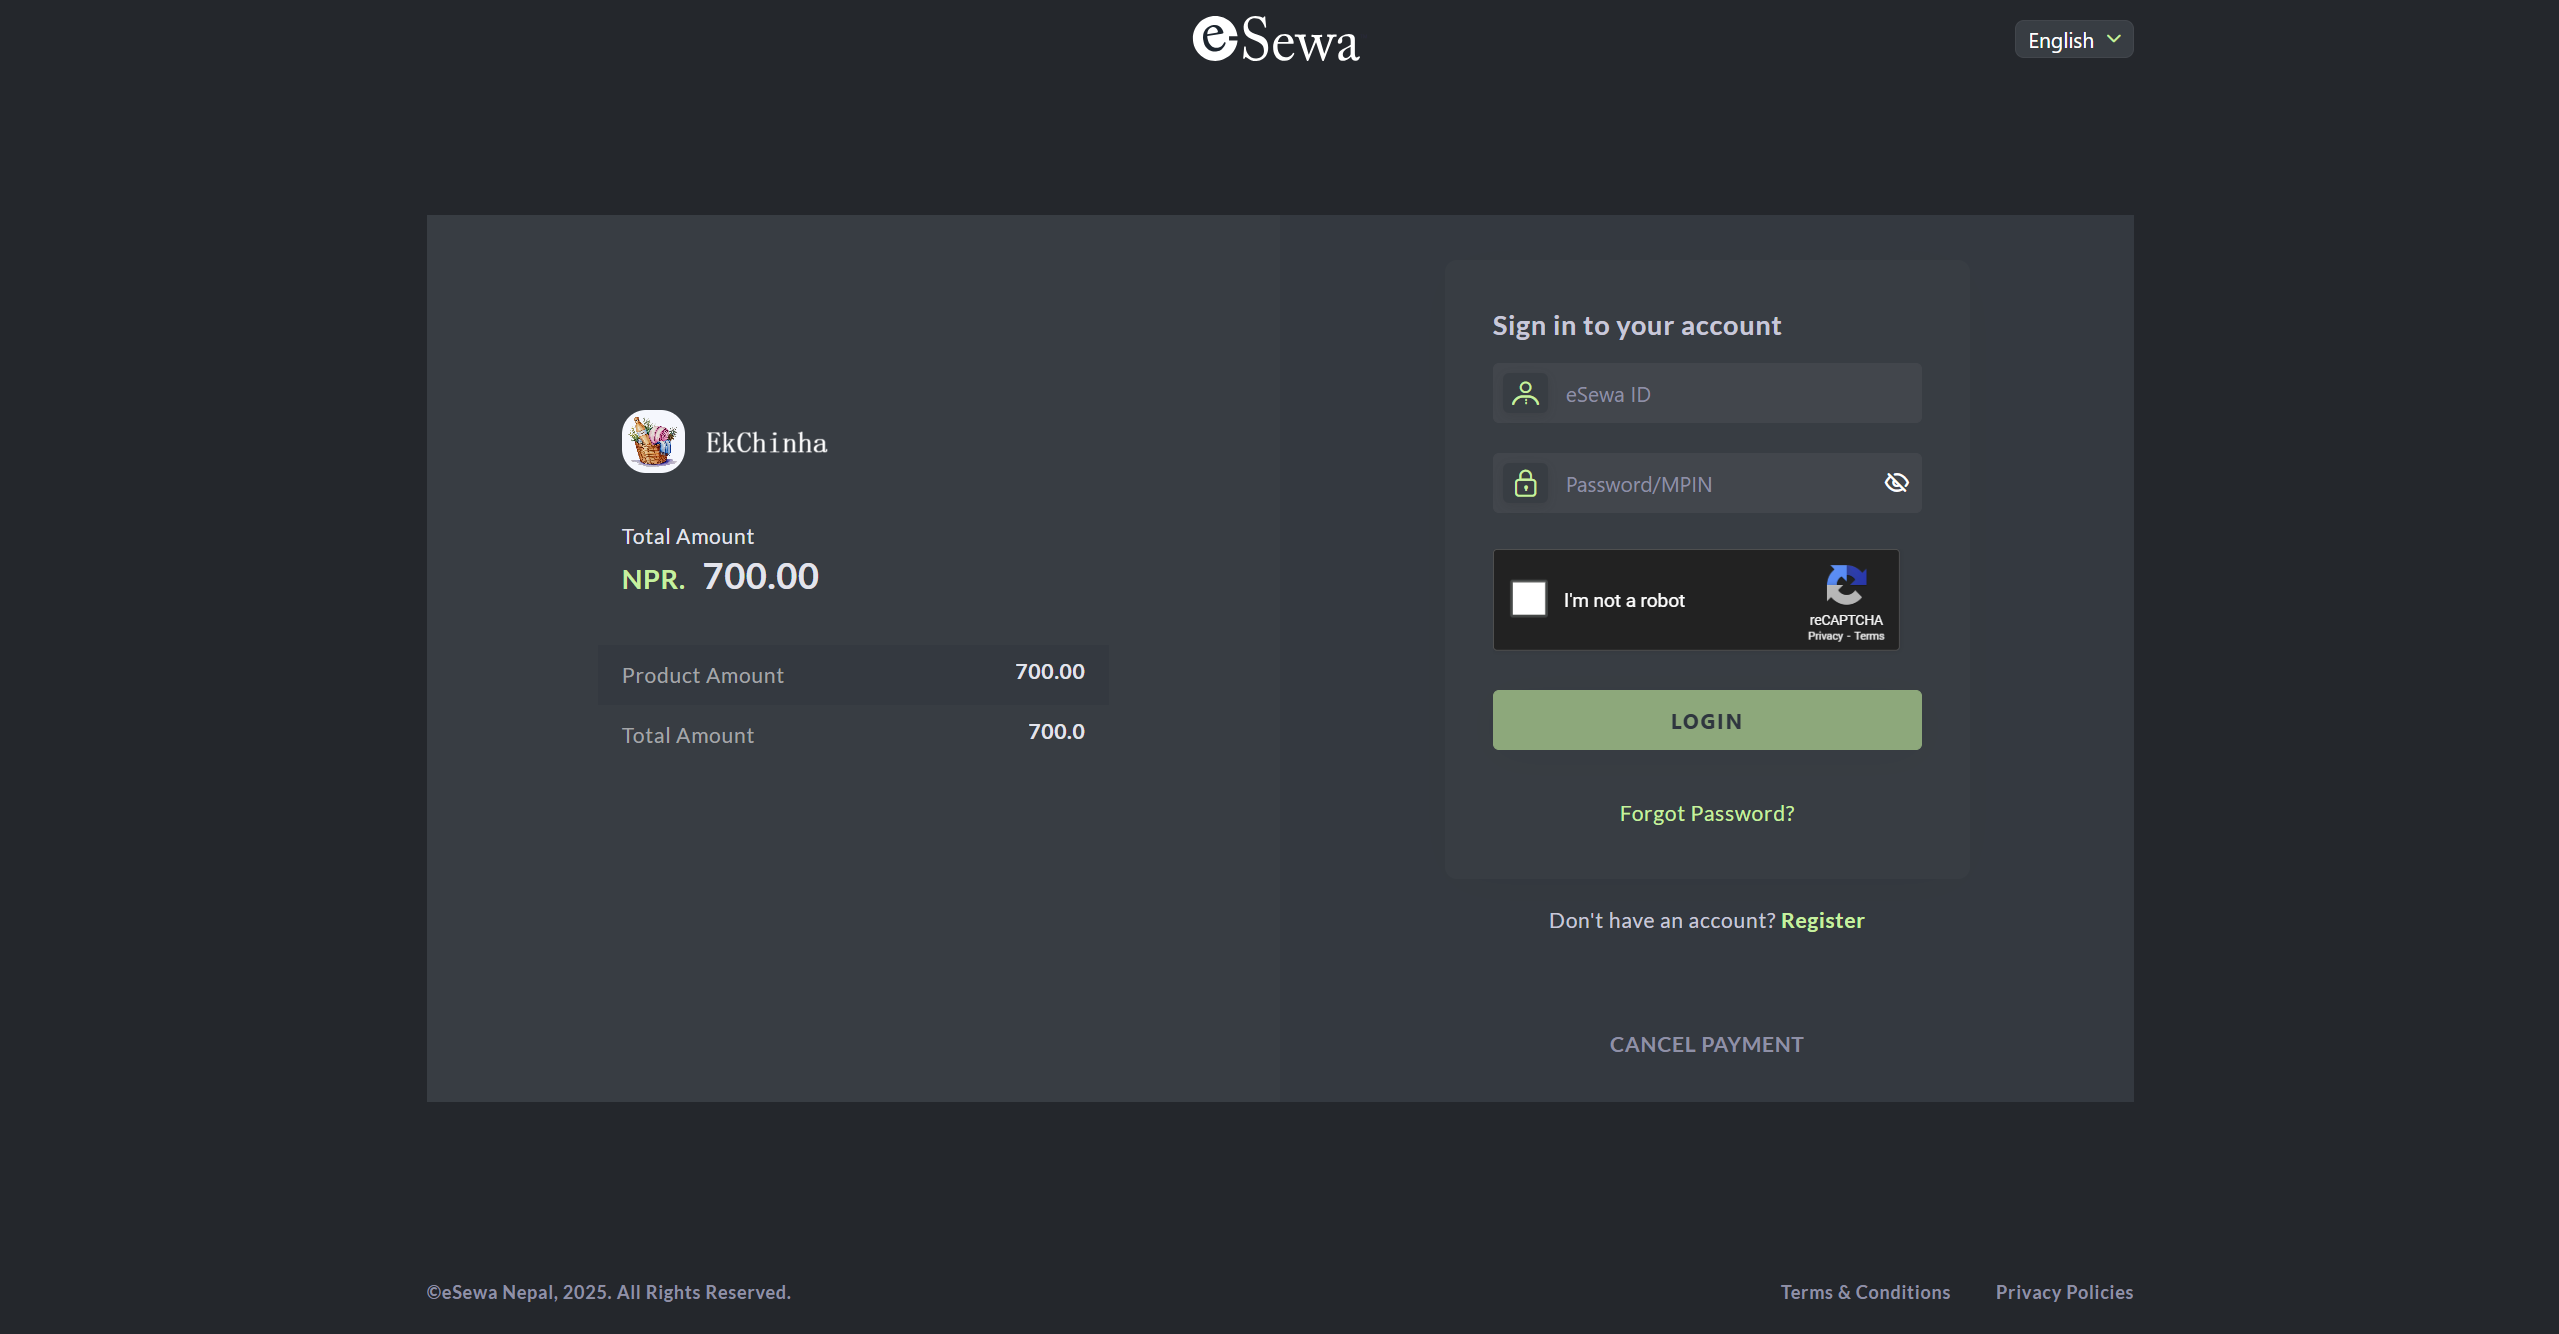 eSewa
English
EkChinha
Total Amount
NPR. 700.00
Product Amount 700.00
Total Amount 700.0
Sign in to your account
eSewa ID
Password/MPIN
I'm not a robot
reCAPTCHA
Privacy - Terms
LOGIN
Forgot Password?
Don't have an account? Register
CANCEL PAYMENT
©eSewa Nepal, 2025. All Rights Reserved.
Terms & Conditions Privacy Policies